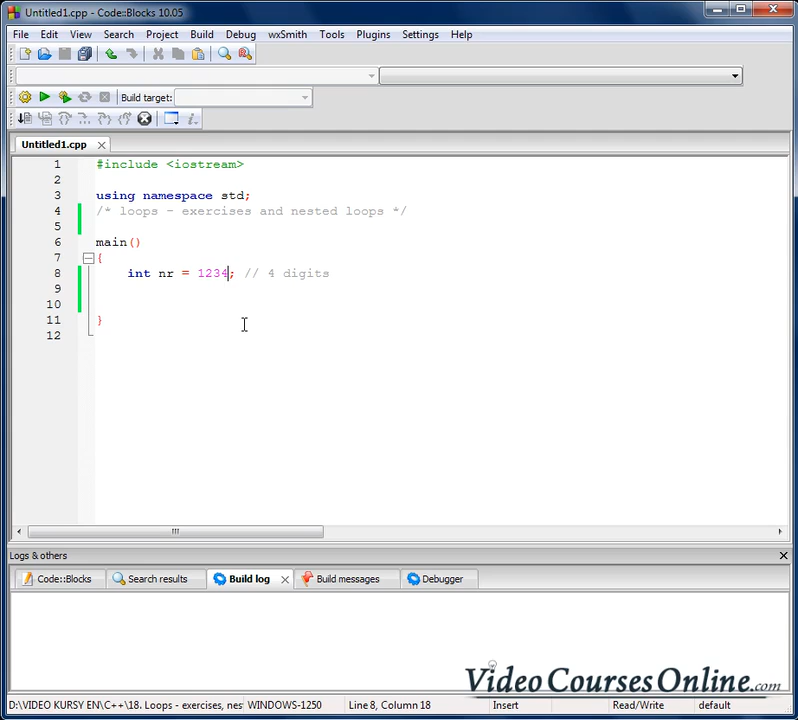 Untitled1.cpp - Code::Blocks 10.05
File Edit View Search Project Build Debug wxSmith Tools Plugins Settings Help
Build target:
Untitled1.cpp
1 #include <iostream>
2
3 using namespace std;
4 /* loops - exercises and nested loops */
5
6 main()
7 {
8 int nr = 1234; // 4 digits
9
10
11 }
12
Logs & others
Code::Blocks Search results Build log Build messages Debugger
VideoCoursesOnline.com
D:\VIDEO KURSY EN\C++\18. Loops - exercises, nes WINDOWS-1250 Line 8, Column 18 Insert Read/Write default